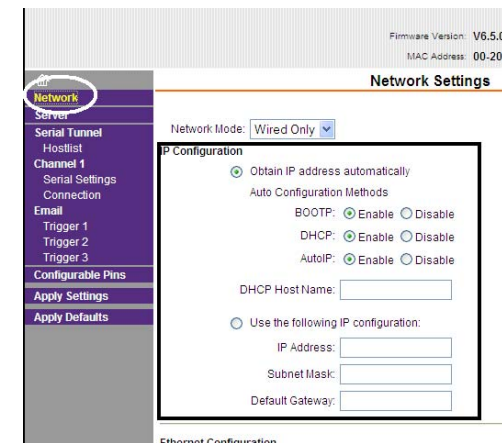 Firmware Version: V6.5.0
MAC Address: 00-20
Network Settings
Network
Server
Serial Tunnel
Hostlist
Channel 1
Serial Settings
Connection
Email
Trigger 1
Trigger 2
Trigger 3
Configurable Pins
Apply Settings
Apply Defaults
Network Mode: Wired Only
IP Configuration
Obtain IP address automatically
Auto Configuration Methods
BOOTP: Enable Disable
DHCP: Enable Disable
AutoIP: Enable Disable
DHCP Host Name:
Use the following IP configuration:
IP Address:
Subnet Mask:
Default Gateway:
Ethernet Configuration